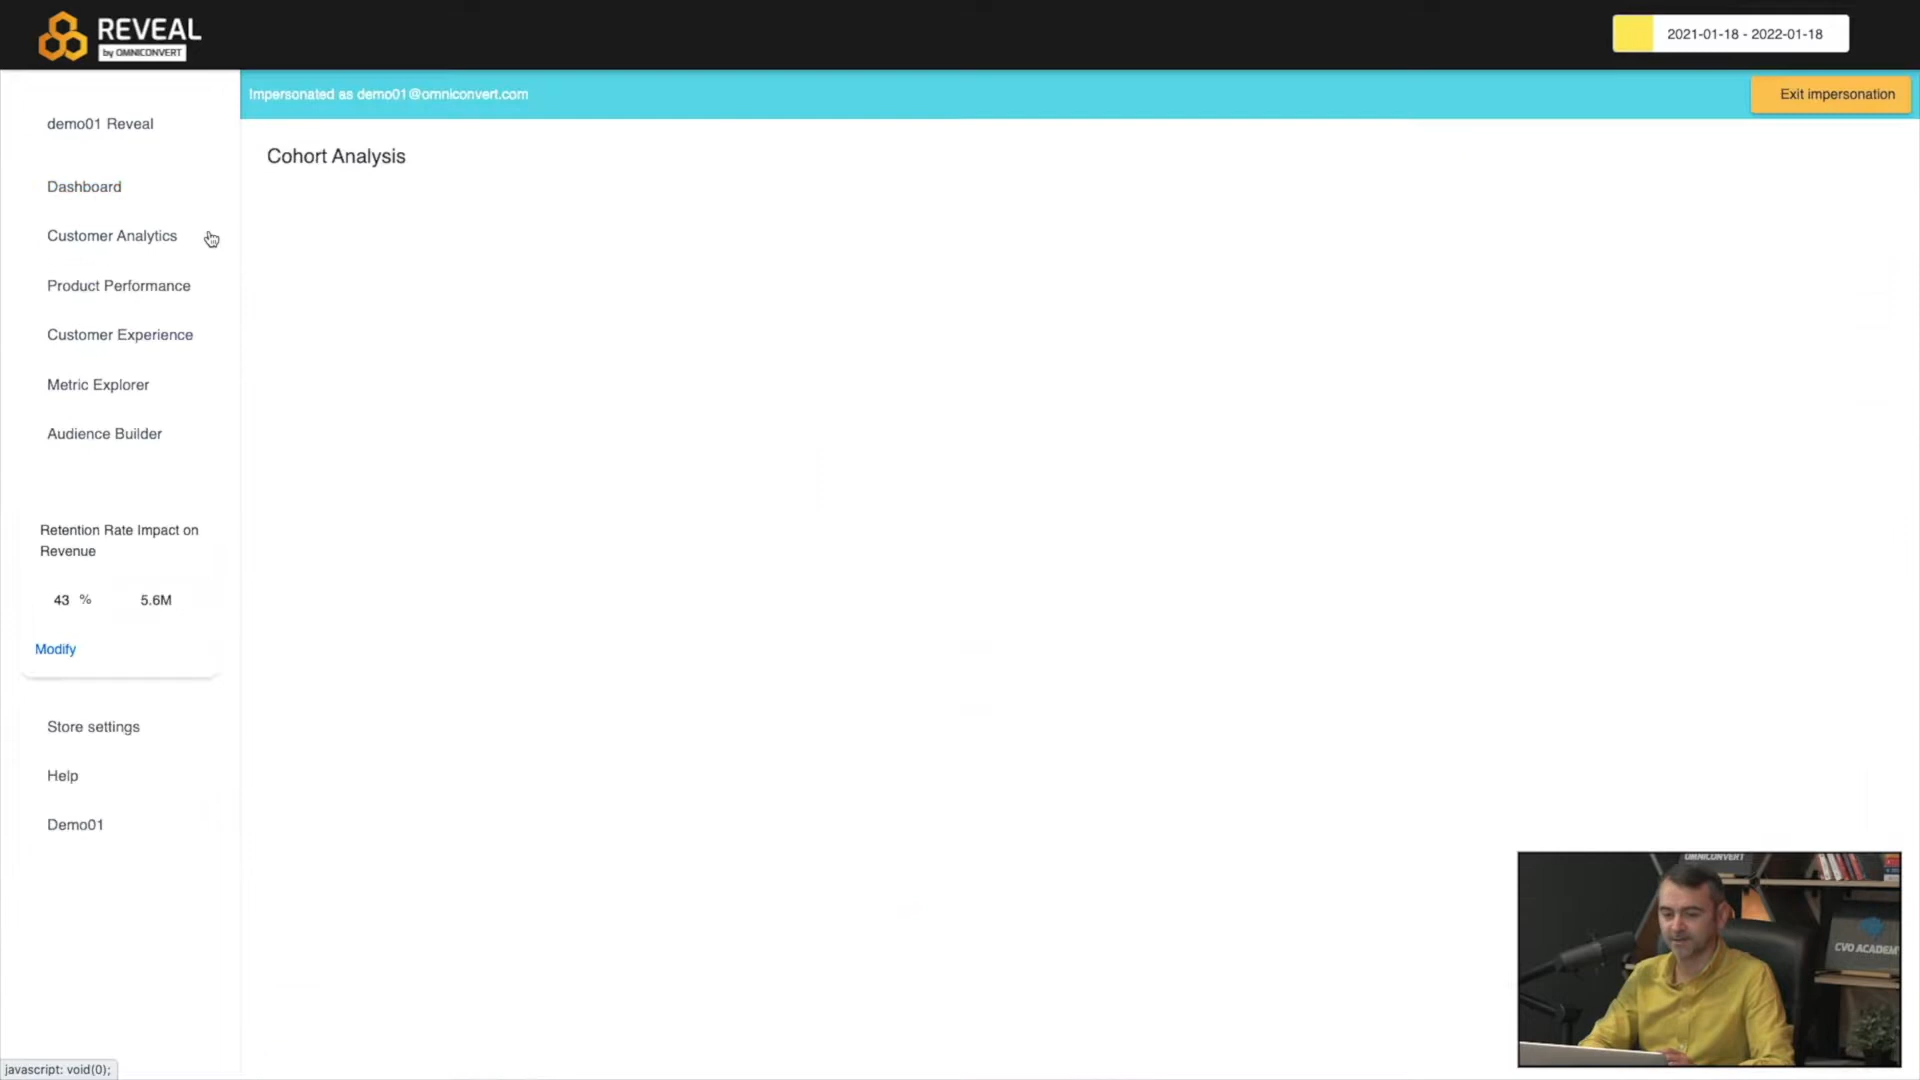 REVEAL
by OMNICONVERT
2021-01-18 - 2022-01-18
Impersonated as demo01@omniconvert.com
Exit impersonation
demo01 Reveal
Cohort Analysis
Dashboard
Customer Analytics
Product Performance
Customer Experience
Metric Explorer
Audience Builder
Retention Rate Impact on
Revenue
43 % 5.6M
Modify
Store settings
Help
Demo01
OMNICONVERT
CVO ACADEM
javascript: void(0);